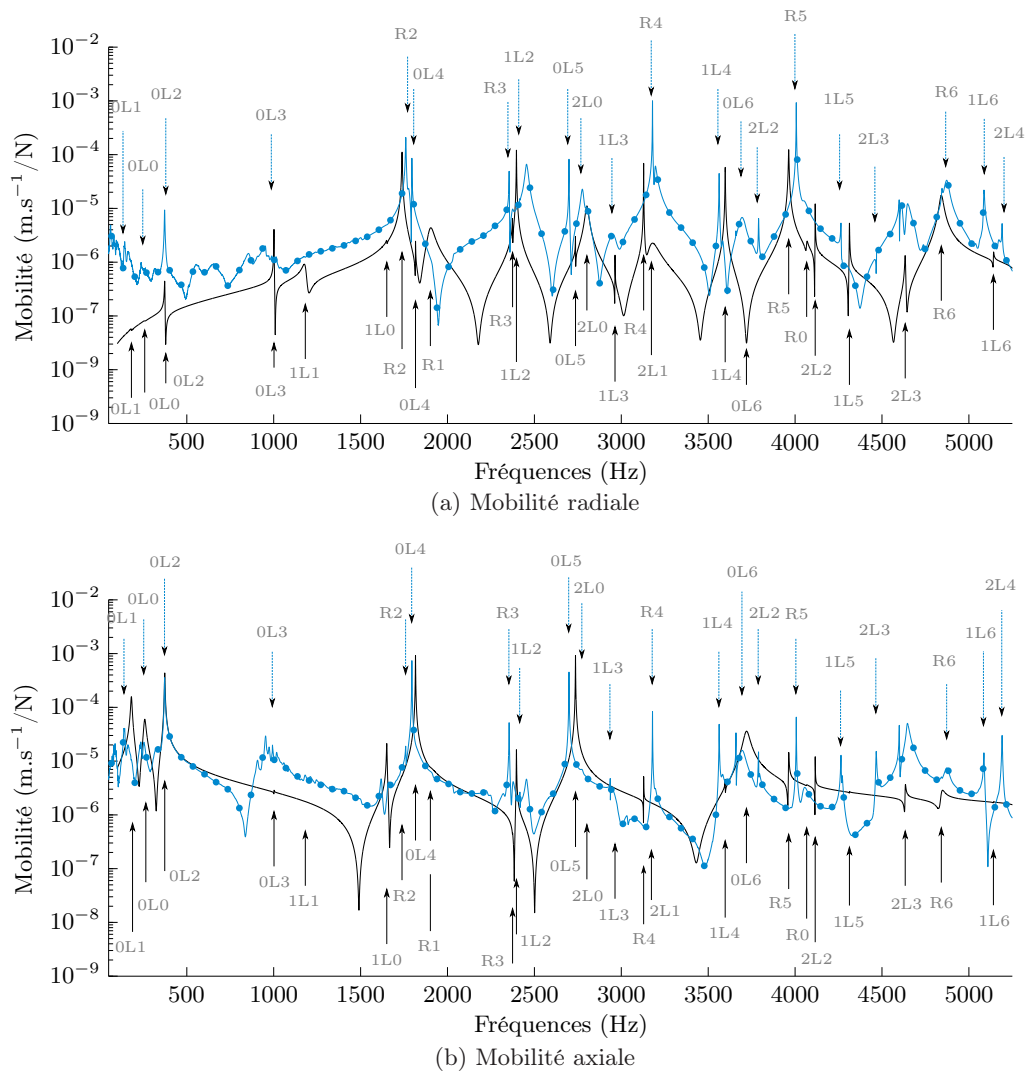 R2 R4 R5
0L1 0L2 0L3 0L4 R3 1L2 0L5 2L0 1L4 0L6 1L5 R6 1L6
0L0 1L3 2L2 2L3 2L4
Mobilité (m.s⁻¹/N)
10⁻²
10⁻³
10⁻⁴
10⁻⁵
10⁻⁶
10⁻⁷
10⁻⁸
10⁻⁹
0L1 0L0 0L2 0L3 1L1 1L0 R2 0L4 R1 R3 1L2 0L5 2L0 1L3 R4 2L1 1L4 0L6 R5 R0 2L2 1L5 2L3 R6 1L6
500 1000 1500 2000 2500 3000 3500 4000 4500 5000
Fréquences (Hz)
(a) Mobilité radiale
0L2 0L4 0L5 0L6
0L1 0L0 0L3 R2 R3 1L2 2L0 1L3 R4 1L4 2L2 R5 1L5 2L3 R6 1L6 2L4
Mobilité (m.s⁻¹/N)
10⁻²
10⁻³
10⁻⁴
10⁻⁵
10⁻⁶
10⁻⁷
10⁻⁸
10⁻⁹
0L1 0L0 0L2 0L3 1L1 1L0 R2 0L4 R1 R3 1L2 0L5 2L0 1L3 R4 2L1 1L4 0L6 R5 R0 2L2 1L5 2L3 R6 1L6
500 1000 1500 2000 2500 3000 3500 4000 4500 5000
Fréquences (Hz)
(b) Mobilité axiale